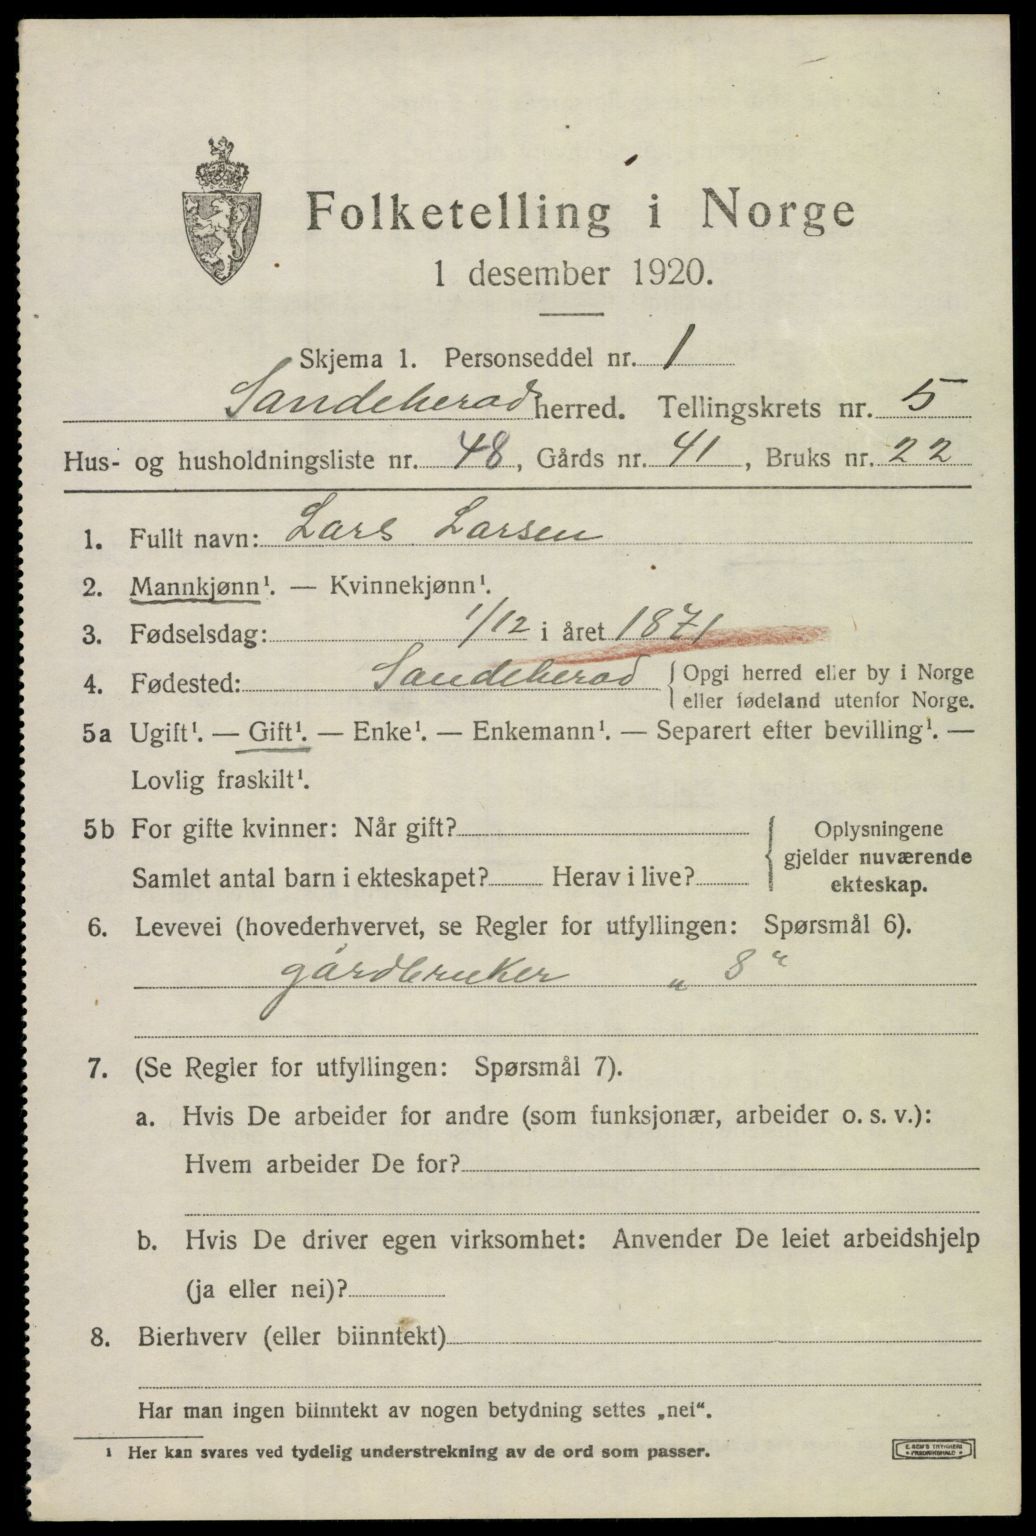 Folketelling i Norge
1 desember 1920.
Skjema 1. Personseddel nr. 1
Sandeherad herred. Tellingskrets nr. 5
Hus- og husholdningsliste nr. 48, Gårds nr. 41, Bruks nr. 22
1. Fullt navn: Lars Larsen
2. Mannkjønn¹. — Kvinnekjønn¹.
3. Fødselsdag: 1/12 i året 1871
4. Fødested: Sandeherad { Opgi herred eller by i Norge
eller fødeland utenfor Norge.
5a Ugift¹. — Gift¹. — Enke¹. — Enkemann¹. — Separert efter bevilling¹. —
Lovlig fraskilt¹.
5b For gifte kvinner: Når gift?
Samlet antal barn i ekteskapet? Herav i live?
{ Oplysningene
gjelder nuværende
ekteskap.
6. Levevei (hovederhvervet, se Regler for utfyllingen: Spørsmål 6).
gårdbruker „ 8 "
7. (Se Regler for utfyllingen: Spørsmål 7).
a. Hvis De arbeider for andre (som funksjonær, arbeider o. s. v.):
Hvem arbeider De for?
b. Hvis De driver egen virksomhet: Anvender De leiet arbeidshjelp
(ja eller nei)?
8. Bierhverv (eller biinntekt)
Har man ingen biinntekt av nogen betydning settes „nei".
¹ Her kan svares ved tydelig understrekning av de ord som passer.